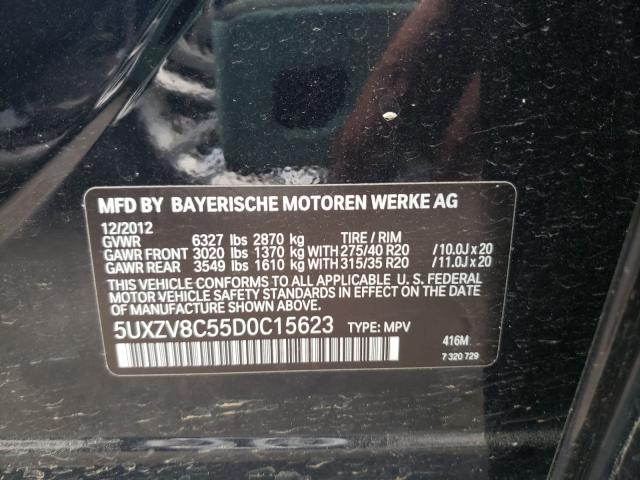 MFD BY BAYERISCHE MOTOREN WERKE AG
12/2012
GVWR 6327 lbs 2870 kg TIRE / RIM
GAWR FRONT 3020 lbs 1370 kg WITH 275/40 R20 /10.0J x 20
GAWR REAR 3549 lbs 1610 kg WITH 315/35 R20 /11.0J x 20
THIS VEHICLE CONFORMS TO ALL APPLICABLE U. S. FEDERAL
MOTOR VEHICLE SAFETY STANDARDS IN EFFECT ON THE DATE OF
MANUFACTURE SHOWN ABOVE.
5UXZV8C55D0C15623 TYPE: MPV 416M
7 320 729